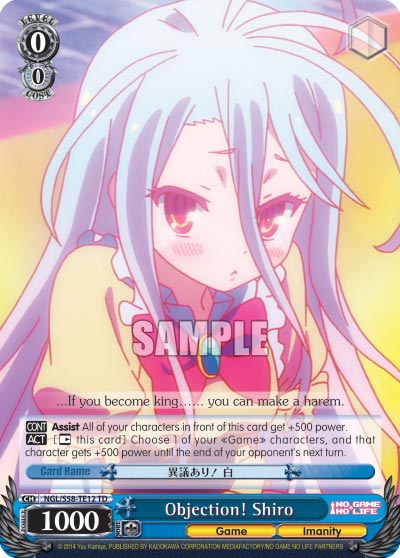 LEVEL
0
0
COST
SAMPLE
...If you become king...... you can make a harem.
CONT Assist All of your characters in front of this card get +500 power.
ACT [ this card] Choose 1 of your «Game» characters, and that
character gets +500 power until the end of your opponent's next turn.
Card Name 異議あり! 白
CH NGL/S58-TE12 TD
POWER 1000
Objection! Shiro
NO GAME
NO LIFE
Game Imanity
© 2014 Yuu Kamiya, PUBLISHED BY KADOKAWA CORPORATION MEDIAFACTORY/NO GAME NO LIFE PARTNERS